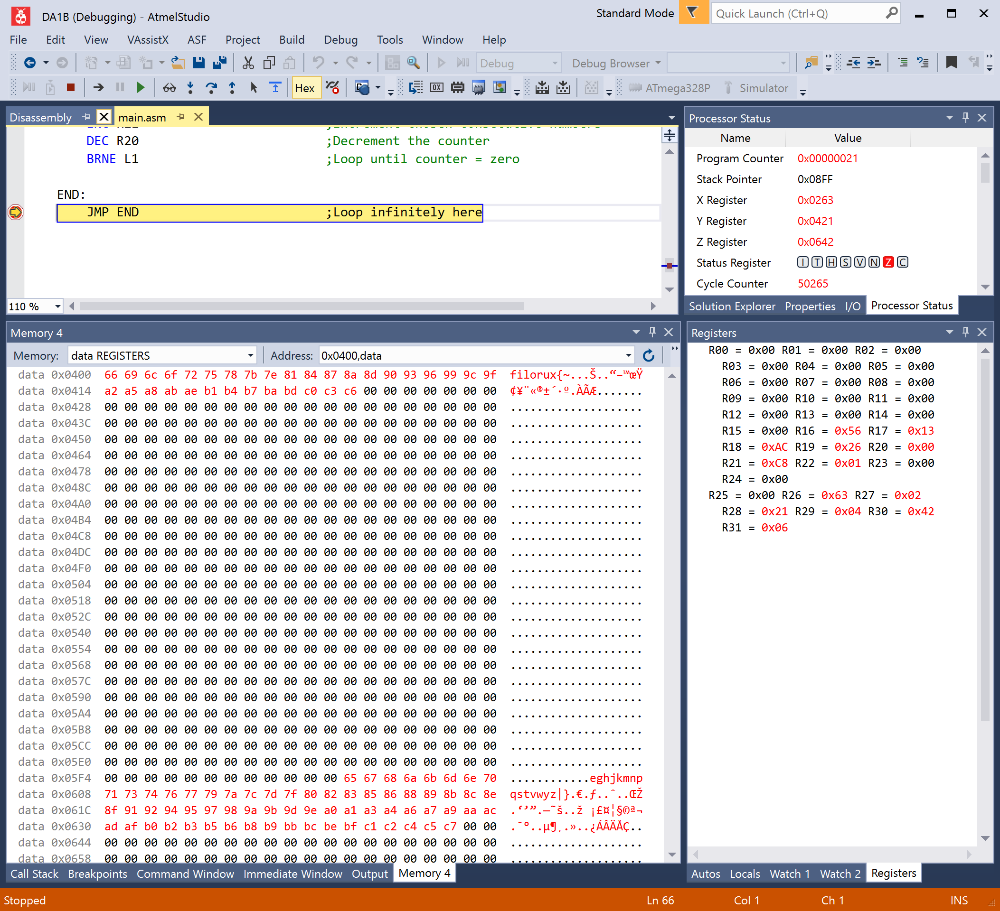 DA1B (Debugging) - AtmelStudio
Standard Mode
Quick Launch (Ctrl+Q)
File Edit View VAssistX ASF Project Build Debug Tools Window Help
Debug
Debug Browser
Hex
ATmega328P
Simulator
Disassembly
main.asm
DEC R20 ;Decrement the counter
BRNE L1 ;Loop until counter = zero
END:
JMP END ;Loop infinitely here
110 %
Processor Status
Name Value
Program Counter 0x00000021
Stack Pointer 0x08FF
X Register 0x0263
Y Register 0x0421
Z Register 0x0642
Status Register I T H S V N Z C
Cycle Counter 50265
Solution Explorer Properties I/O Processor Status
Memory 4
Memory: data REGISTERS Address: 0x0400,data
data 0x0400 66 69 6c 6f 72 75 78 7b 7e 81 84 87 8a 8d 90 93 96 99 9c 9f filorux{~...Š..“–™œŸ
data 0x0414 a2 a5 a8 ab ae b1 b4 b7 ba bd c0 c3 c6 00 00 00 00 00 00 00 ¢¥¨«®±´·º.ÀÃÆ.......
data 0x0428 00 00 00 00 00 00 00 00 00 00 00 00 00 00 00 00 00 00 00 00 ....................
data 0x043C 00 00 00 00 00 00 00 00 00 00 00 00 00 00 00 00 00 00 00 00 ....................
data 0x0450 00 00 00 00 00 00 00 00 00 00 00 00 00 00 00 00 00 00 00 00 ....................
data 0x0464 00 00 00 00 00 00 00 00 00 00 00 00 00 00 00 00 00 00 00 00 ....................
data 0x0478 00 00 00 00 00 00 00 00 00 00 00 00 00 00 00 00 00 00 00 00 ....................
data 0x048C 00 00 00 00 00 00 00 00 00 00 00 00 00 00 00 00 00 00 00 00 ....................
data 0x04A0 00 00 00 00 00 00 00 00 00 00 00 00 00 00 00 00 00 00 00 00 ....................
data 0x04B4 00 00 00 00 00 00 00 00 00 00 00 00 00 00 00 00 00 00 00 00 ....................
data 0x04C8 00 00 00 00 00 00 00 00 00 00 00 00 00 00 00 00 00 00 00 00 ....................
data 0x04DC 00 00 00 00 00 00 00 00 00 00 00 00 00 00 00 00 00 00 00 00 ....................
data 0x04F0 00 00 00 00 00 00 00 00 00 00 00 00 00 00 00 00 00 00 00 00 ....................
data 0x0504 00 00 00 00 00 00 00 00 00 00 00 00 00 00 00 00 00 00 00 00 ....................
data 0x0518 00 00 00 00 00 00 00 00 00 00 00 00 00 00 00 00 00 00 00 00 ....................
data 0x052C 00 00 00 00 00 00 00 00 00 00 00 00 00 00 00 00 00 00 00 00 ....................
data 0x0540 00 00 00 00 00 00 00 00 00 00 00 00 00 00 00 00 00 00 00 00 ....................
data 0x0554 00 00 00 00 00 00 00 00 00 00 00 00 00 00 00 00 00 00 00 00 ....................
data 0x0568 00 00 00 00 00 00 00 00 00 00 00 00 00 00 00 00 00 00 00 00 ....................
data 0x057C 00 00 00 00 00 00 00 00 00 00 00 00 00 00 00 00 00 00 00 00 ....................
data 0x0590 00 00 00 00 00 00 00 00 00 00 00 00 00 00 00 00 00 00 00 00 ....................
data 0x05A4 00 00 00 00 00 00 00 00 00 00 00 00 00 00 00 00 00 00 00 00 ....................
data 0x05B8 00 00 00 00 00 00 00 00 00 00 00 00 00 00 00 00 00 00 00 00 ....................
data 0x05CC 00 00 00 00 00 00 00 00 00 00 00 00 00 00 00 00 00 00 00 00 ....................
data 0x05E0 00 00 00 00 00 00 00 00 00 00 00 00 00 00 00 00 00 00 00 00 ....................
data 0x05F4 00 00 00 00 00 00 00 00 00 00 00 00 65 67 68 6a 6b 6d 6e 70 ............eghjkmnp
data 0x0608 71 73 74 76 77 79 7a 7c 7d 7f 80 82 83 85 86 88 89 8b 8c 8e qstvwyz|}.€.ƒ..ˆ..ŒŽ
data 0x061C 8f 91 92 94 95 97 98 9a 9b 9d 9e a0 a1 a3 a4 a6 a7 a9 aa ac .‘’”.—˜š..ž ¡£¤¦§©ª¬
data 0x0630 ad af b0 b2 b3 b5 b6 b8 b9 bb bc be bf c1 c2 c4 c5 c7 00 00 .¯°..µ¶¸.»..¿ÁÂÄÅÇ..
data 0x0644 00 00 00 00 00 00 00 00 00 00 00 00 00 00 00 00 00 00 00 00 ....................
data 0x0658 00 00 00 00 00 00 00 00 00 00 00 00 00 00 00 00 00 00 00 00 ....................
Call Stack Breakpoints Command Window Immediate Window Output Memory 4
Registers
R00 = 0x00 R01 = 0x00 R02 = 0x00
R03 = 0x00 R04 = 0x00 R05 = 0x00
R06 = 0x00 R07 = 0x00 R08 = 0x00
R09 = 0x00 R10 = 0x00 R11 = 0x00
R12 = 0x00 R13 = 0x00 R14 = 0x00
R15 = 0x00 R16 = 0x56 R17 = 0x13
R18 = 0xAC R19 = 0x26 R20 = 0x00
R21 = 0xC8 R22 = 0x01 R23 = 0x00
R24 = 0x00
R25 = 0x00 R26 = 0x63 R27 = 0x02
R28 = 0x21 R29 = 0x04 R30 = 0x42
R31 = 0x06
Autos Locals Watch 1 Watch 2 Registers
Stopped Ln 66 Col 1 Ch 1 INS